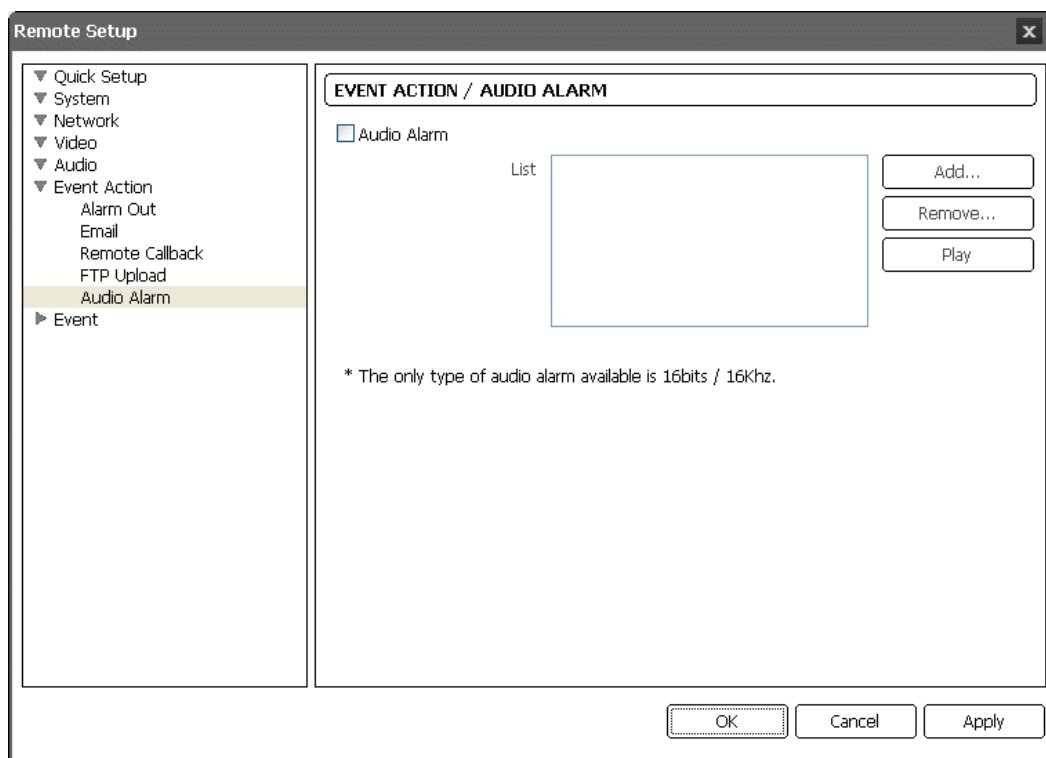 Remote Setup
Quick Setup
System
Network
Video
Audio
Event Action
Alarm Out
Email
Remote Callback
FTP Upload
Audio Alarm
Event
EVENT ACTION / AUDIO ALARM
Audio Alarm
List
Add...
Remove...
Play
* The only type of audio alarm available is 16bits / 16Khz.
OK
Cancel
Apply